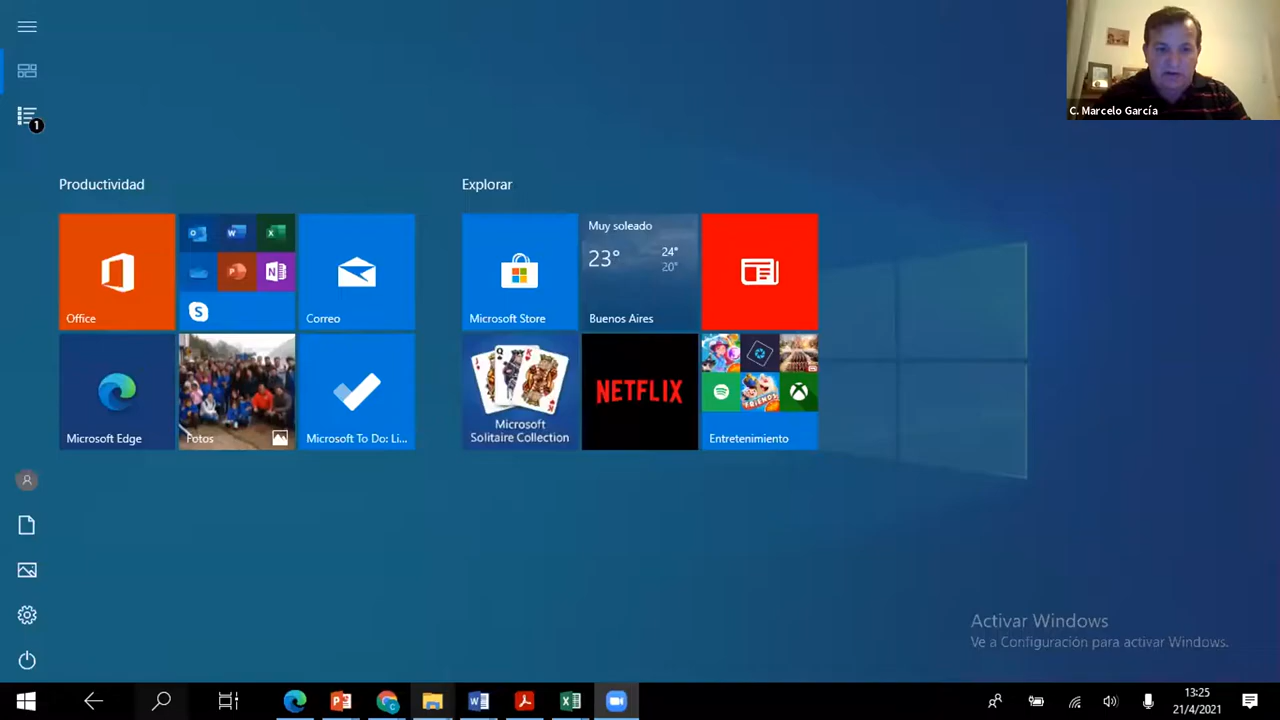 1
C. Marcelo García
Productividad
Explorar
Office
Correo
Microsoft Store
Muy soleado
23°
24°
20°
Buenos Aires
Microsoft Edge
Fotos
Microsoft To Do: Li...
Microsoft
Solitaire Collection
NETFLIX
FRIENDS
Entretenimiento
Activar Windows
Ve a Configuración para activar Windows.
13:25
21/4/2021